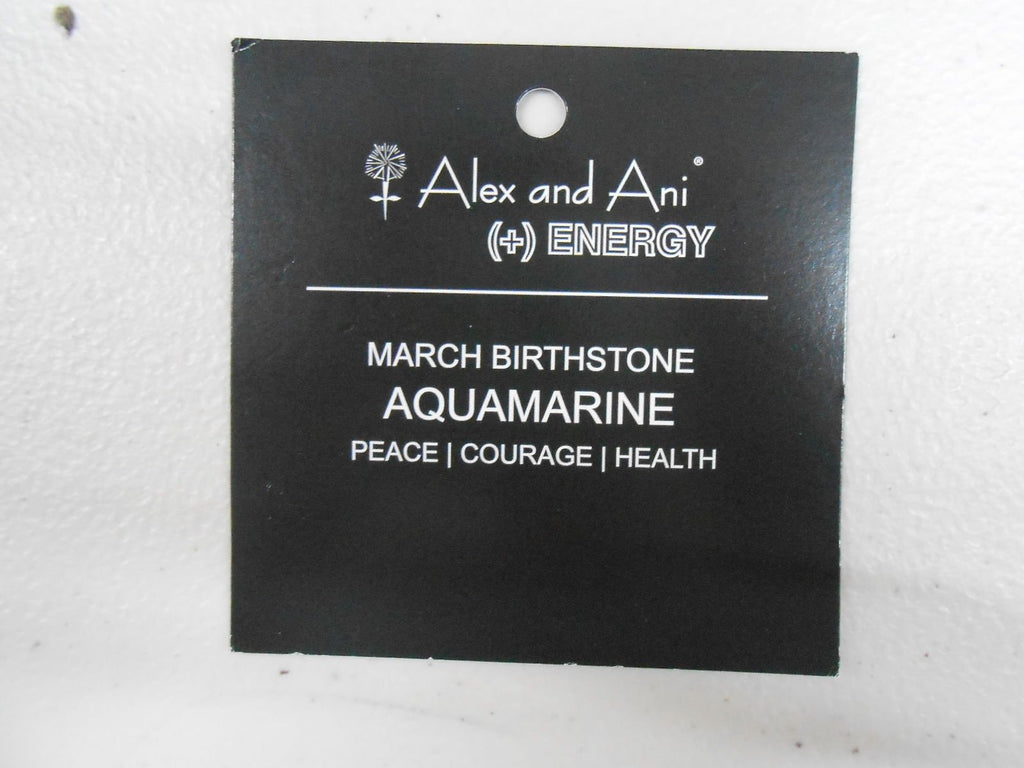 Alex and Ani®
(+) ENERGY
MARCH BIRTHSTONE
AQUAMARINE
PEACE | COURAGE | HEALTH